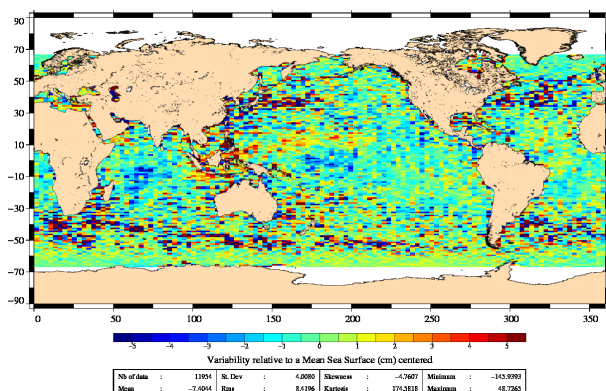 90
70
50
30
10
−10
−30
−50
−70
−90
0 50 100 150 200 250 300 350
−5 −4 −3 −2 −1 0 1 2 3 4 5
Variability relative to a Mean Sea Surface (cm) centered
Nb of data : 11954 St. Dev : 4.0080 Skewness : −4.7607 Minimum : −145.9393
Mean : −7.4044 Rms : 8.4196 Kurtosis : 174.5818 Maximum : 48.7265